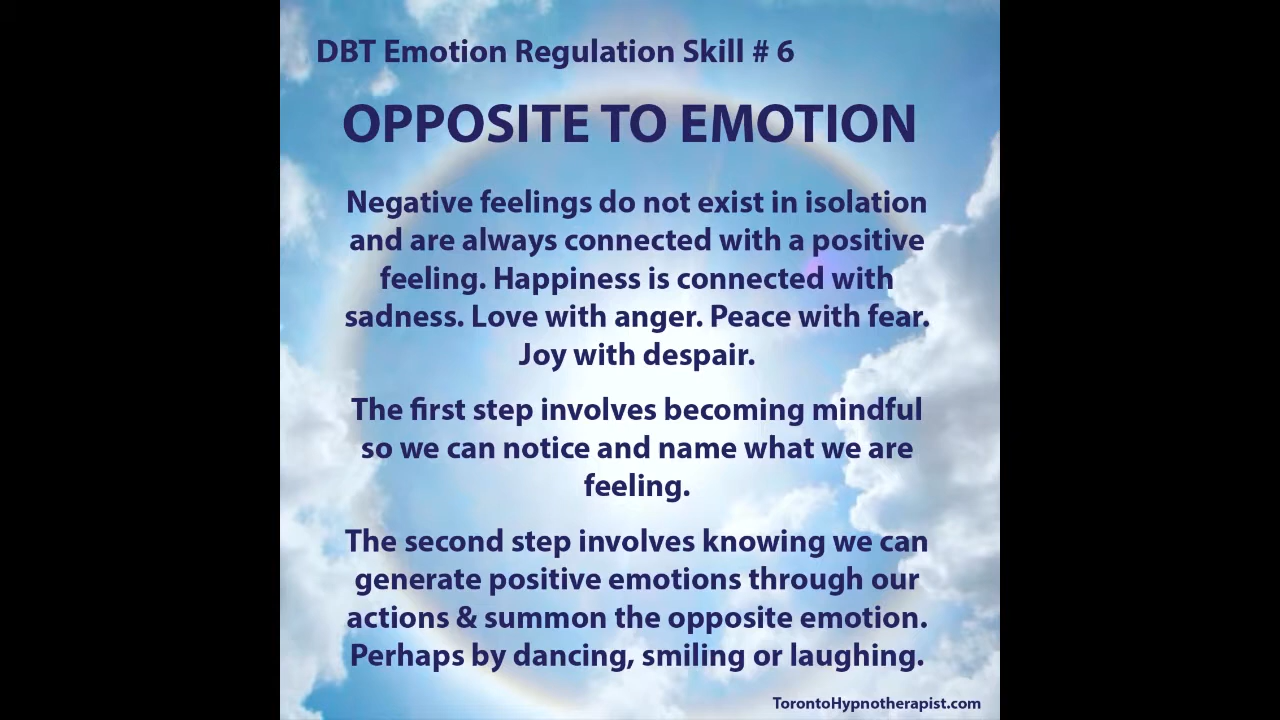 DBT Emotion Regulation Skill # 6
OPPOSITE TO EMOTION
Negative feelings do not exist in isolation
and are always connected with a positive
feeling. Happiness is connected with
sadness. Love with anger. Peace with fear.
Joy with despair.
The first step involves becoming mindful
so we can notice and name what we are
feeling.
The second step involves knowing we can
generate positive emotions through our
actions & summon the opposite emotion.
Perhaps by dancing, smiling or laughing.
TorontoHypnotherapist.com